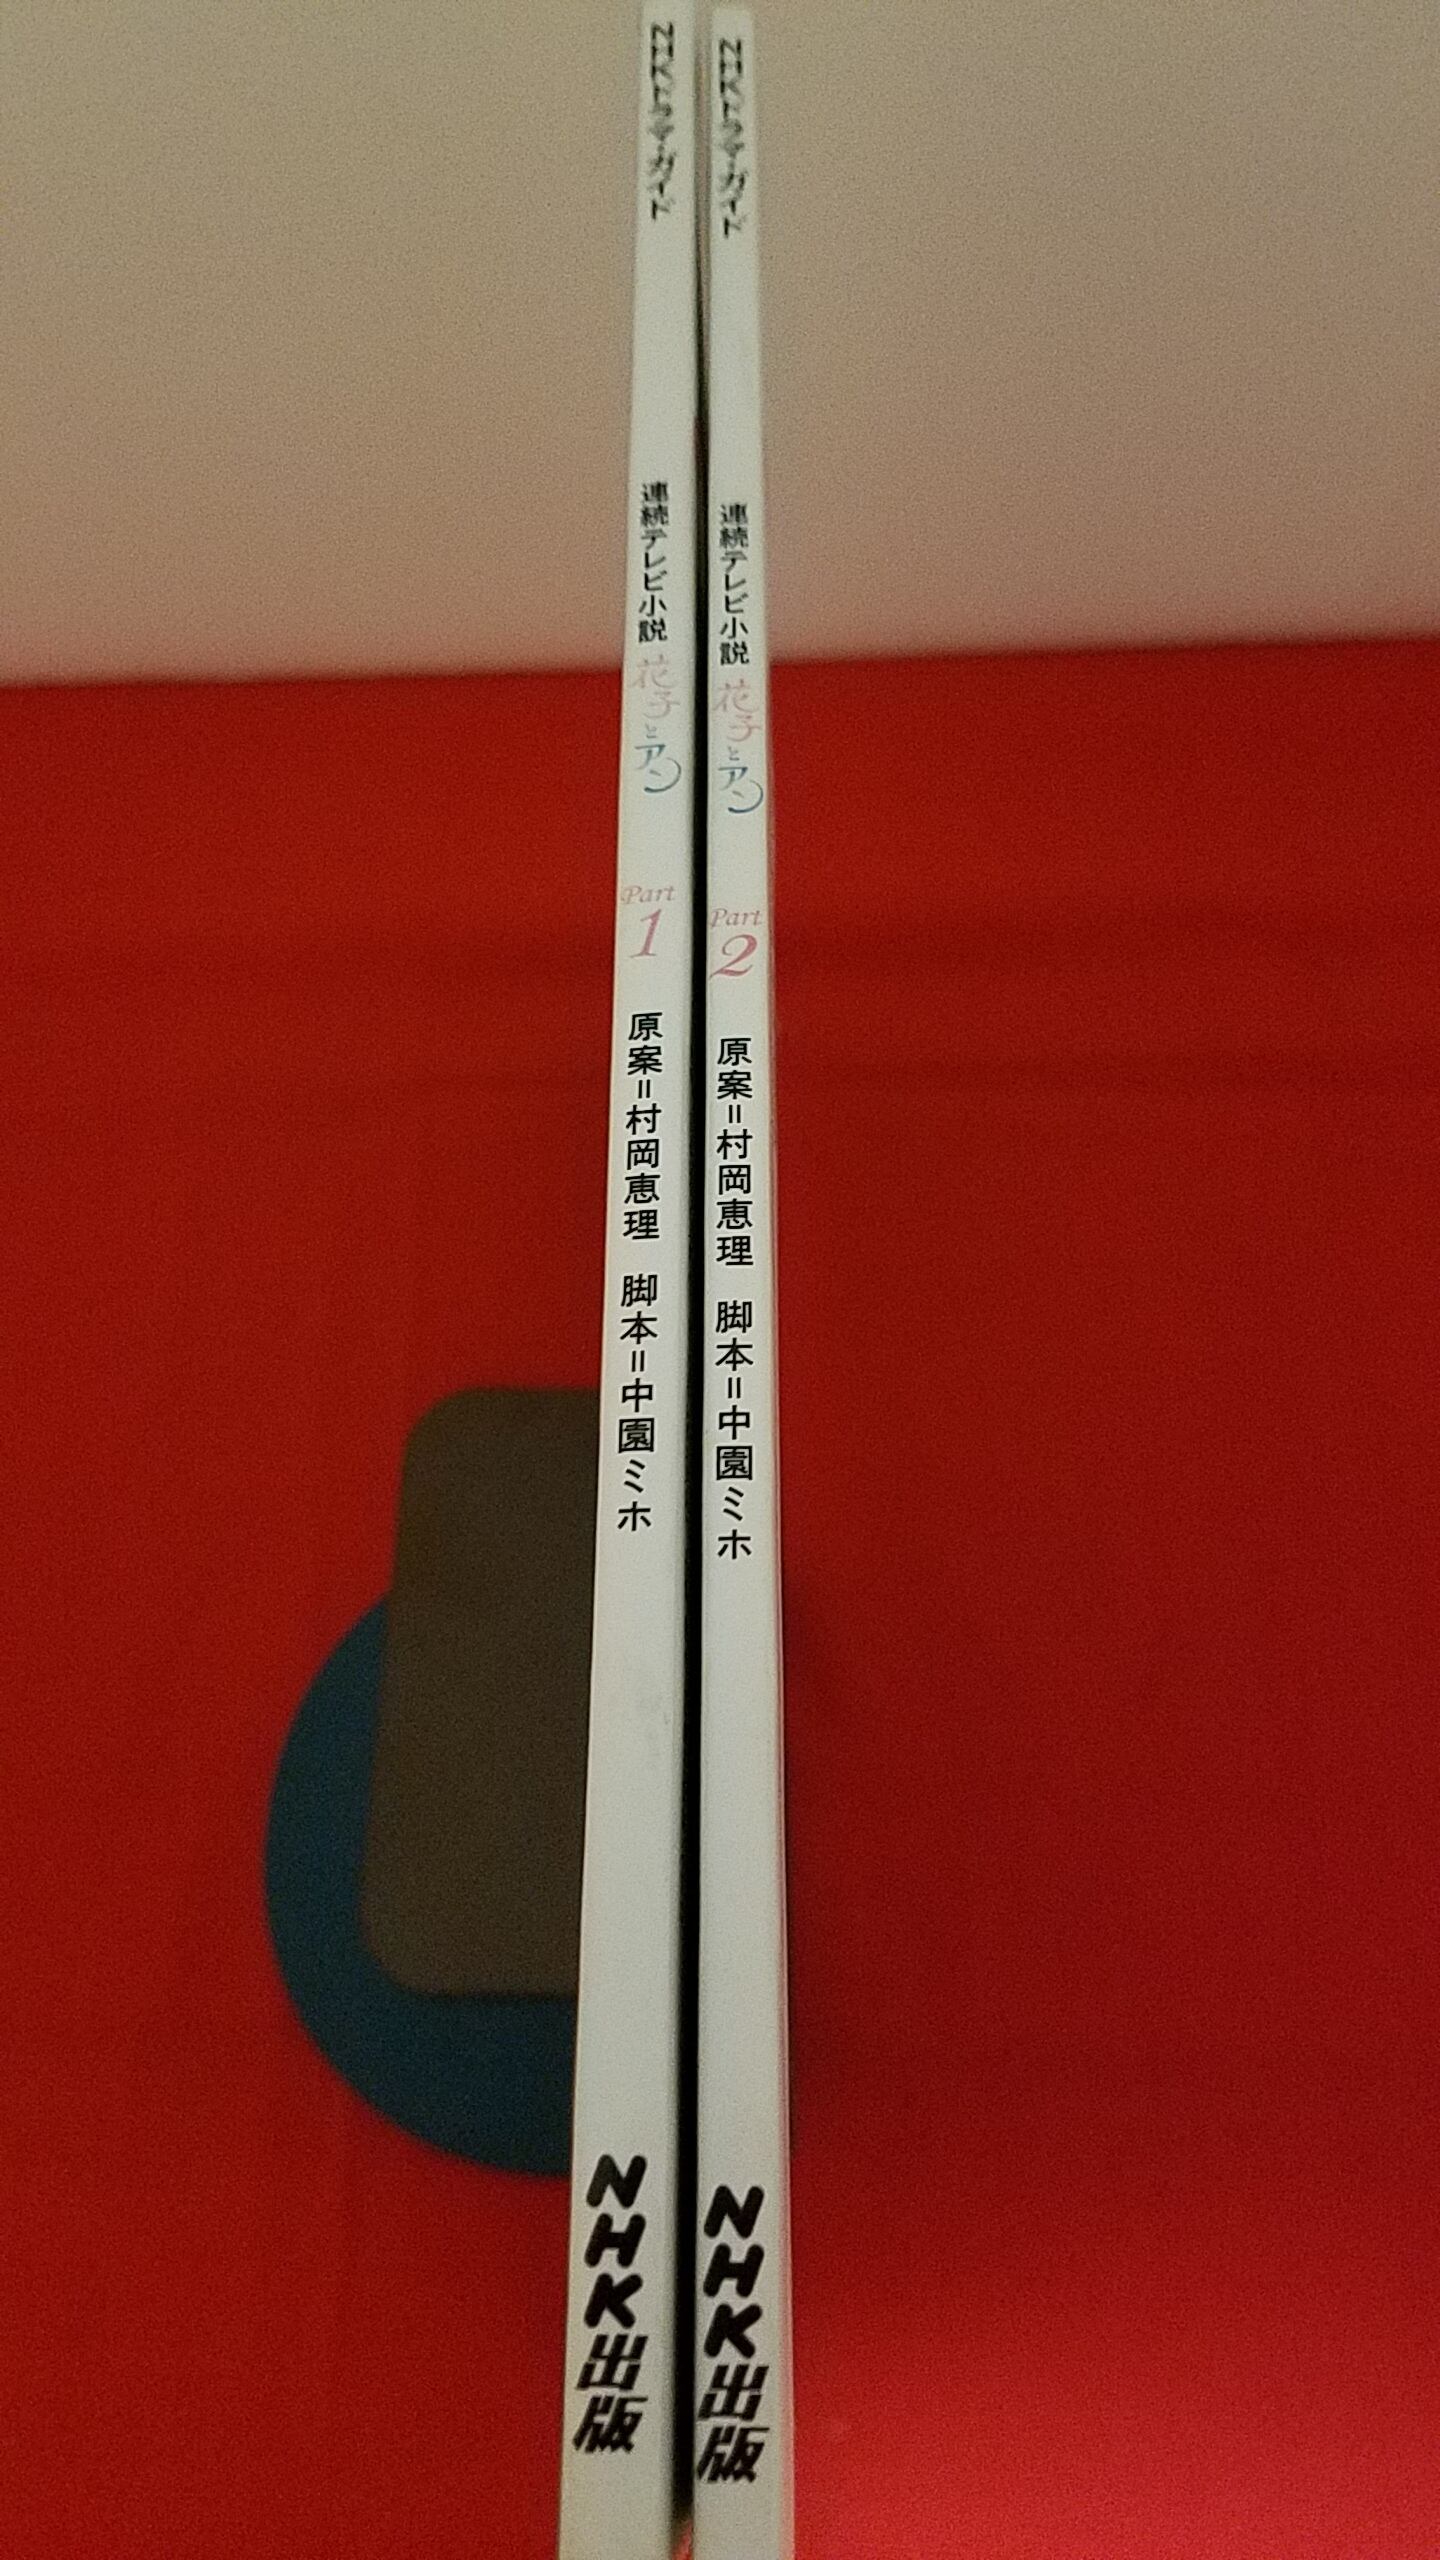 NHKドラマ・ガイド
連続テレビ小説 花子とアン
Part 1
原案=村岡恵理 脚本=中園ミホ
NHK出版
NHKドラマ・ガイド
連続テレビ小説 花子とアン
Part 2
原案=村岡恵理 脚本=中園ミホ
NHK出版